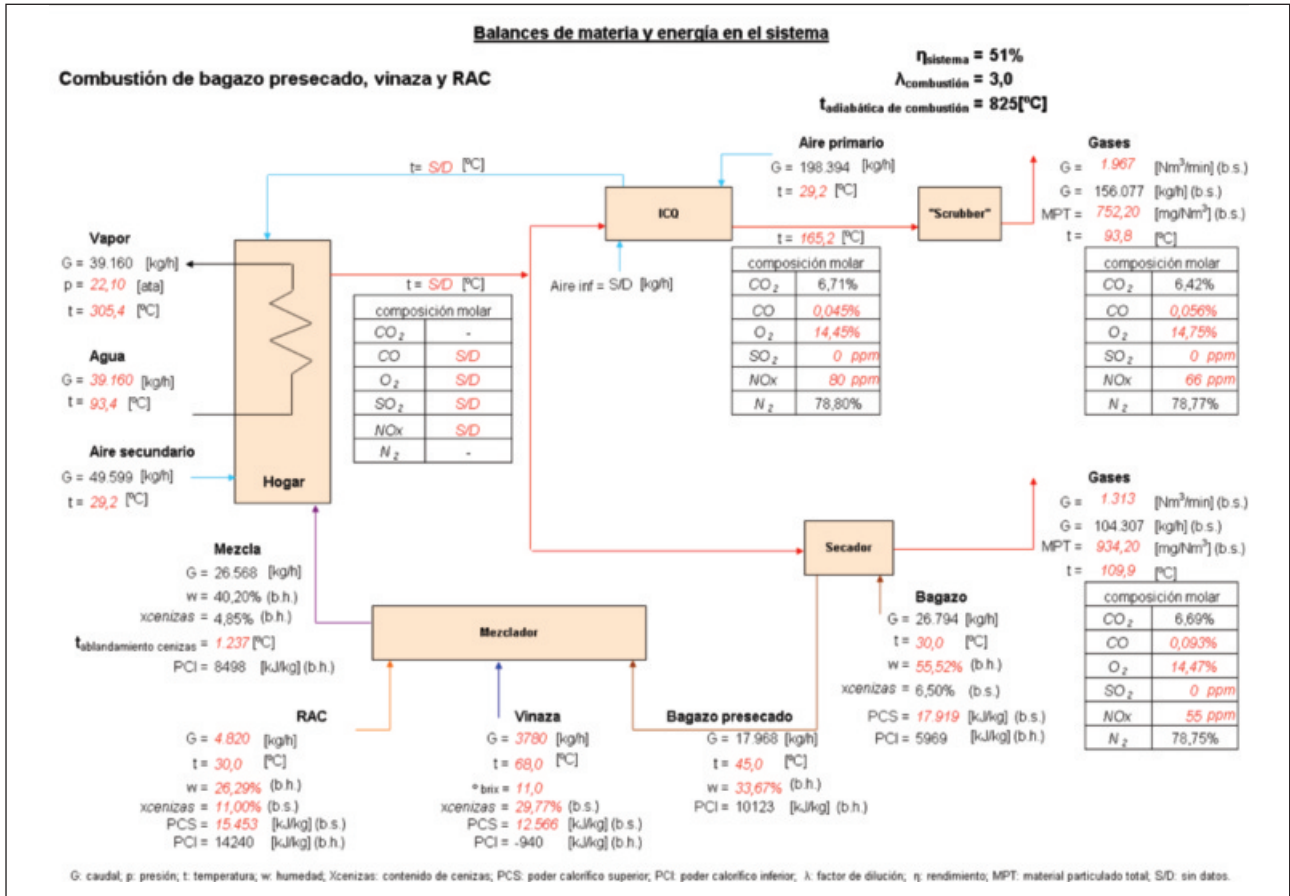 Balances de materia y energía en el sistema
Combustión de bagazo presecado, vinaza y RAC
ηsistema = 51%
λcombustión = 3,0
tadiabática de combustión = 825[ºC]
t= S/D [ºC]
Aire primario
G = 198.394 [kg/h]
t = 29,2 [ºC]
ICQ
"Scrubber"
Gases
G = 1.967 [Nm³/min] (b.s.)
G = 156.077 [kg/h] (b.s.)
MPT = 752,20 [mg/Nm³] (b.s.)
t = 93,8 [ºC]
Vapor
G = 39.160 [kg/h]
p = 22,10 [ata]
t = 305,4 [ºC]
Agua
G = 39.160 [kg/h]
t = 93,4 [ºC]
Aire secundario
G = 49.599 [kg/h]
t = 29,2 [ºC]
Hogar
t = S/D [ºC]
composición molar
CO₂ -
CO S/D
O₂ S/D
SO₂ S/D
NOx S/D
N₂ -
Aire inf = S/D [kg/h]
t = 165,2 [ºC]
composición molar
CO₂ 6,71%
CO 0,045%
O₂ 14,45%
SO₂ 0 ppm
NOx 80 ppm
N₂ 78,80%
composición molar
CO₂ 6,42%
CO 0,056%
O₂ 14,75%
SO₂ 0 ppm
NOx 66 ppm
N₂ 78,77%
Secador
Gases
G = 1.313 [Nm³/min] (b.s.)
G = 104.307 [kg/h] (b.s.)
MPT = 934,20 [mg/Nm³] (b.s.)
t = 109,9 [ºC]
composición molar
CO₂ 6,69%
CO 0,093%
O₂ 14,47%
SO₂ 0 ppm
NOx 55 ppm
N₂ 78,75%
Mezcla
G = 26.568 [kg/h]
w = 40,20% (b.h.)
xcenizas = 4,85% (b.h.)
tablandamiento cenizas = 1.237 [ºC]
PCI = 8498 [kJ/kg] (b.h.)
Mezclador
Bagazo
G = 26.794 [kg/h]
t = 30,0 [ºC]
w = 55,52% (b.h.)
xcenizas = 6,50% (b.s.)
PCS = 17.919 [kJ/kg] (b.s.)
PCI = 5969 [kJ/kg] (b.h.)
RAC
G = 4.820 [kg/h]
t = 30,0 [ºC]
w = 26,29% (b.h.)
xcenizas = 11,00% (b.s.)
PCS = 15.453 [kJ/kg] (b.s.)
PCI = 14240 [kJ/kg] (b.h.)
Vinaza
G = 3780 [kg/h]
t = 68,0 [ºC]
º brix = 11,0
xcenizas = 29,77% (b.s.)
PCS = 12.566 [kJ/kg] (b.s.)
PCI = -940 [kJ/kg] (b.h.)
Bagazo presecado
G = 17.968 [kg/h]
t = 45,0 [ºC]
w = 33,67% (b.h.)
PCI = 10123 [kJ/kg] (b.h.)
G: caudal; p: presión; t: temperatura; w: humedad; Xcenizas: contenido de cenizas; PCS: poder calorífico superior; PCI: poder calorífico inferior; λ: factor de dilución; η: rendimiento; MPT: material particulado total; S/D: sin datos.